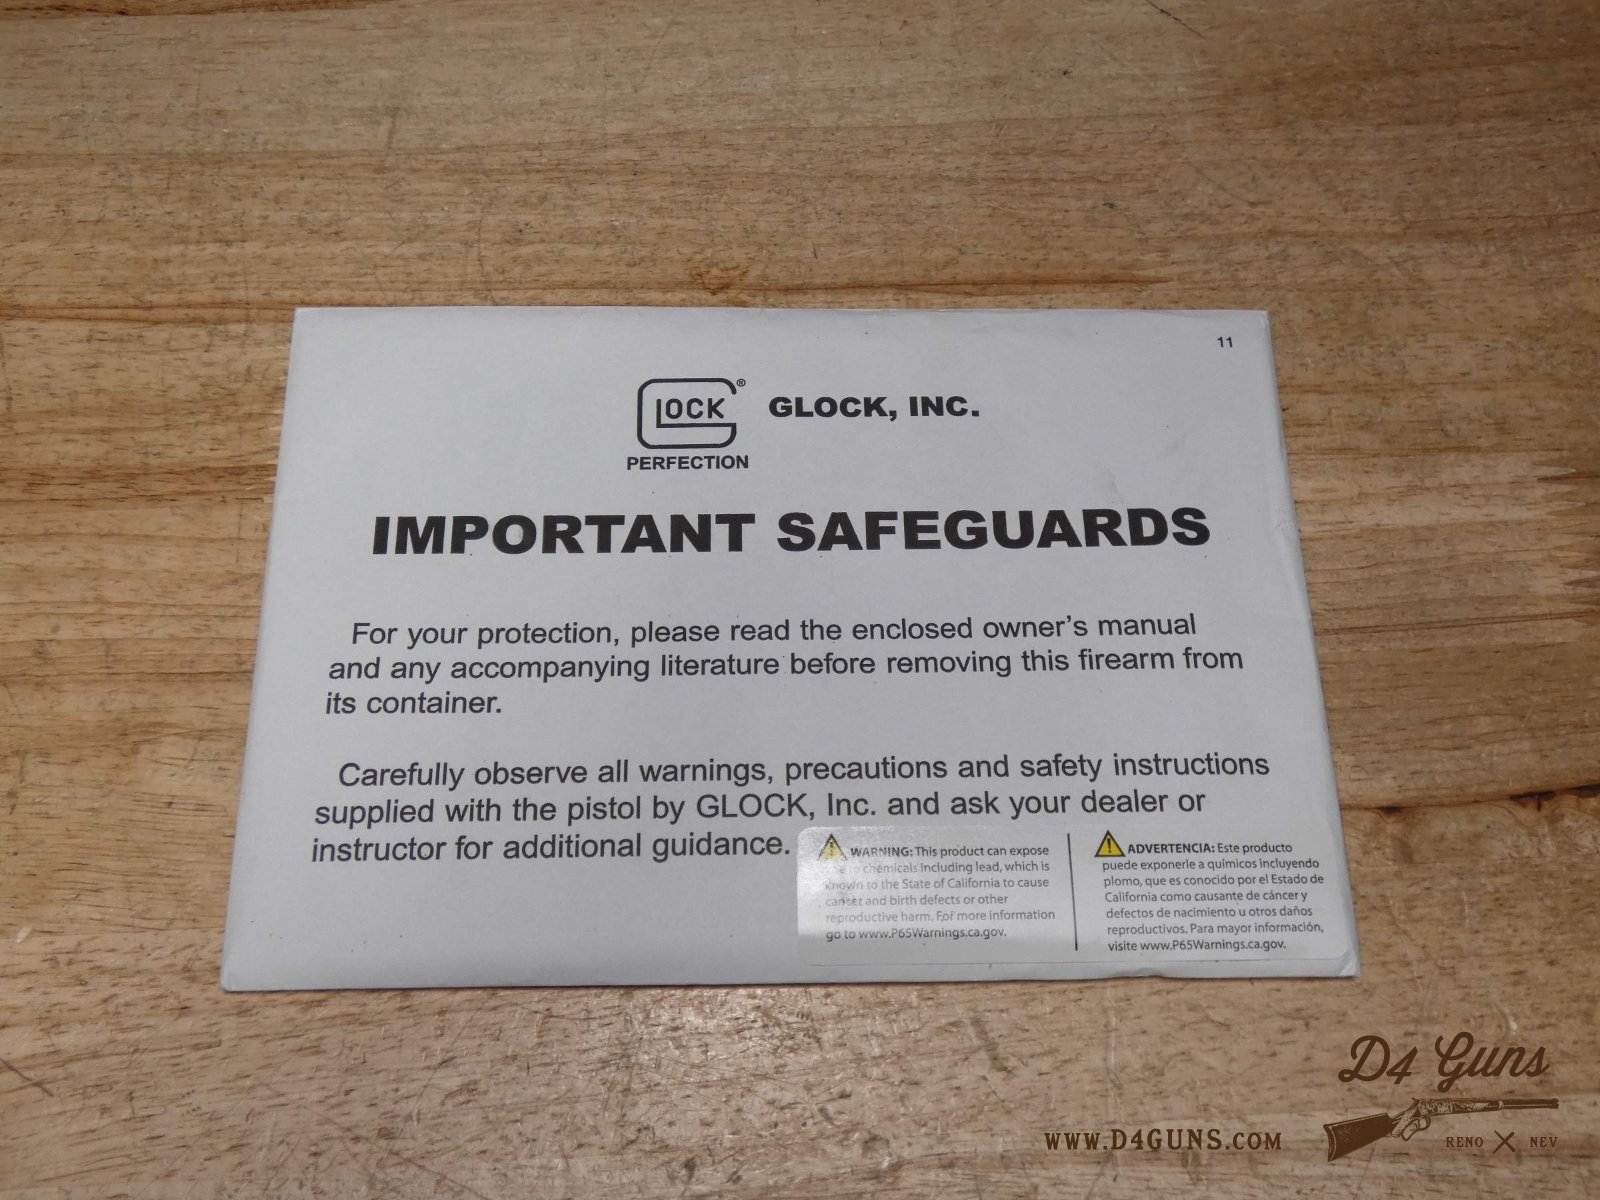 11
GLOCK® GLOCK, INC.
PERFECTION
IMPORTANT SAFEGUARDS
For your protection, please read the enclosed owner's manual
and any accompanying literature before removing this firearm from
its container.
Carefully observe all warnings, precautions and safety instructions
supplied with the pistol by GLOCK, Inc. and ask your dealer or
instructor for additional guidance.
WARNING: This product can expose
chemicals including lead, which is
known to the State of California to cause
cancer and birth defects or other
reproductive harm. For more information
go to www.P65Warnings.ca.gov.
ADVERTENCIA: Este producto
puede exponerle a químicos incluyendo
plomo, que es conocido por el Estado de
California como causante de cáncer y
defectos de nacimiento u otros daños
reproductivos. Para mayor información,
visite www.P65Warnings.ca.gov.
D4 Guns
WWW.D4GUNS.COM
RENO NEV